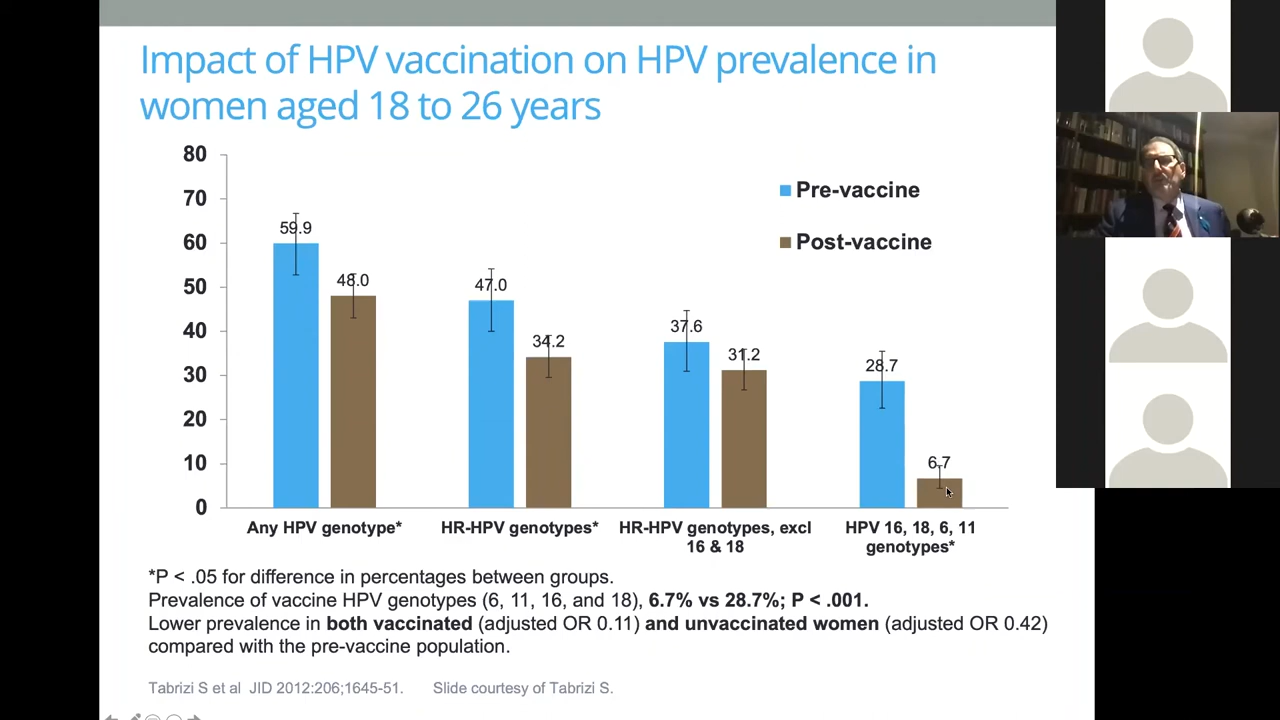 Impact of HPV vaccination on HPV prevalence in
women aged 18 to 26 years
80
70
60
50
40
30
20
10
0
Pre-vaccine
Post-vaccine
59.9
48.0
47.0
34.2
37.6
31.2
28.7
6.7
Any HPV genotype*
HR-HPV genotypes*
HR-HPV genotypes, excl
16 & 18
HPV 16, 18, 6, 11
genotypes*
*P < .05 for difference in percentages between groups.
Prevalence of vaccine HPV genotypes (6, 11, 16, and 18), 6.7% vs 28.7%; P < .001.
Lower prevalence in both vaccinated (adjusted OR 0.11) and unvaccinated women (adjusted OR 0.42)
compared with the pre-vaccine population.
Tabrizi S et al JID 2012:206;1645-51. Slide courtesy of Tabrizi S.